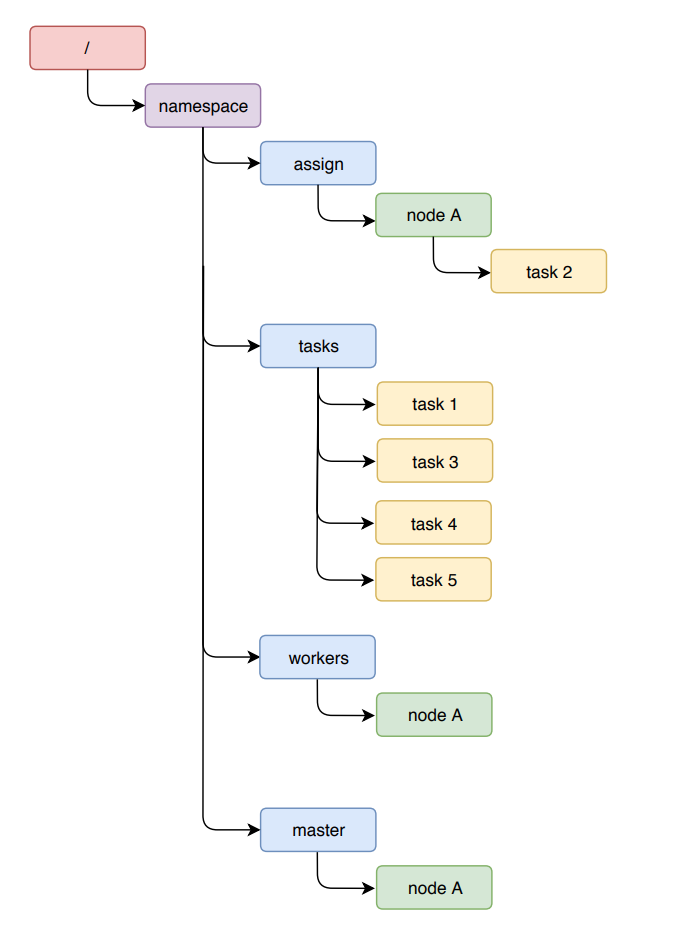 /
namespace
assign
node A
task 2
tasks
task 1
task 3
task 4
task 5
workers
node A
master
node A